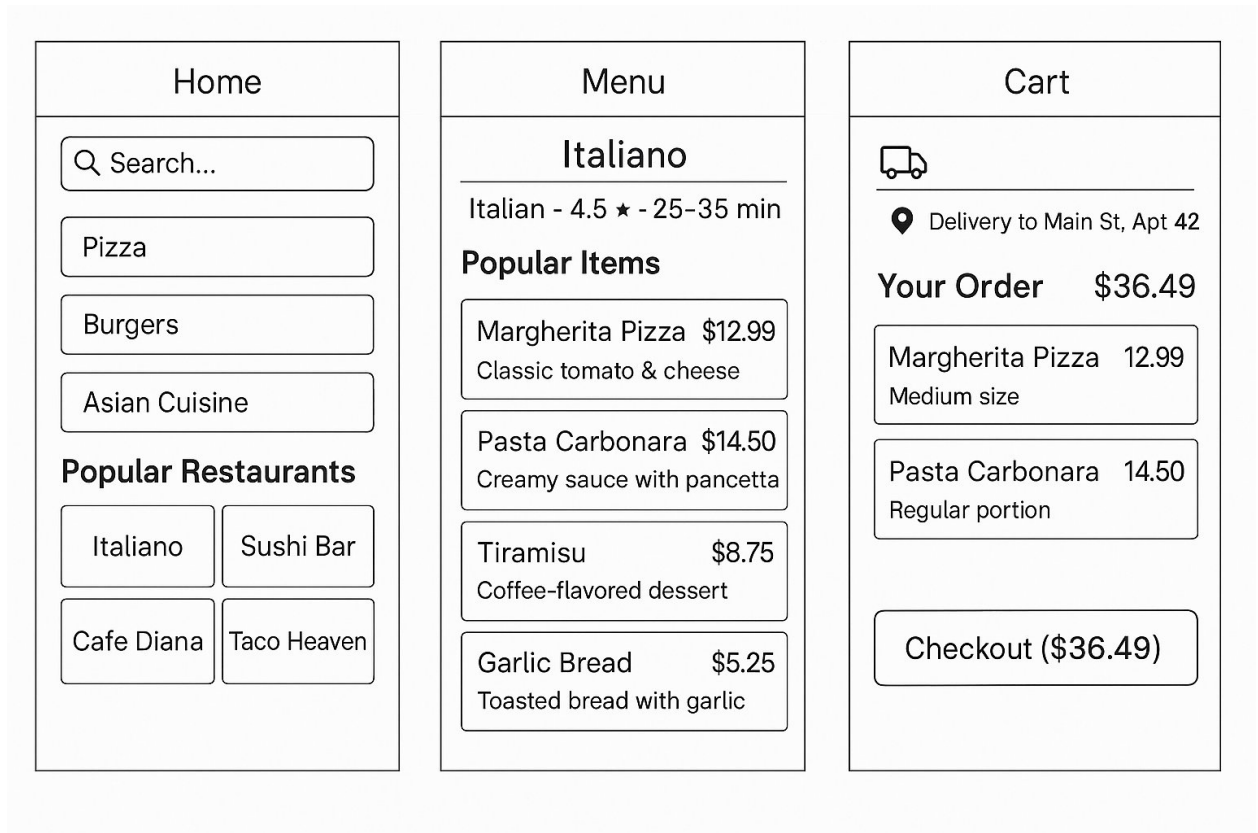 Home
Search...
Pizza
Burgers
Asian Cuisine
Popular Restaurants
Italiano
Sushi Bar
Cafe Diana
Taco Heaven
Menu
Italiano
Italian - 4.5 ★ - 25–35 min
Popular Items
Margherita Pizza $12.99
Classic tomato & cheese
Pasta Carbonara $14.50
Creamy sauce with pancetta
Tiramisu $8.75
Coffee-flavored dessert
Garlic Bread $5.25
Toasted bread with garlic
Cart
Delivery to Main St, Apt 42
Your Order $36.49
Margherita Pizza 12.99
Medium size
Pasta Carbonara 14.50
Regular portion
Checkout ($36.49)